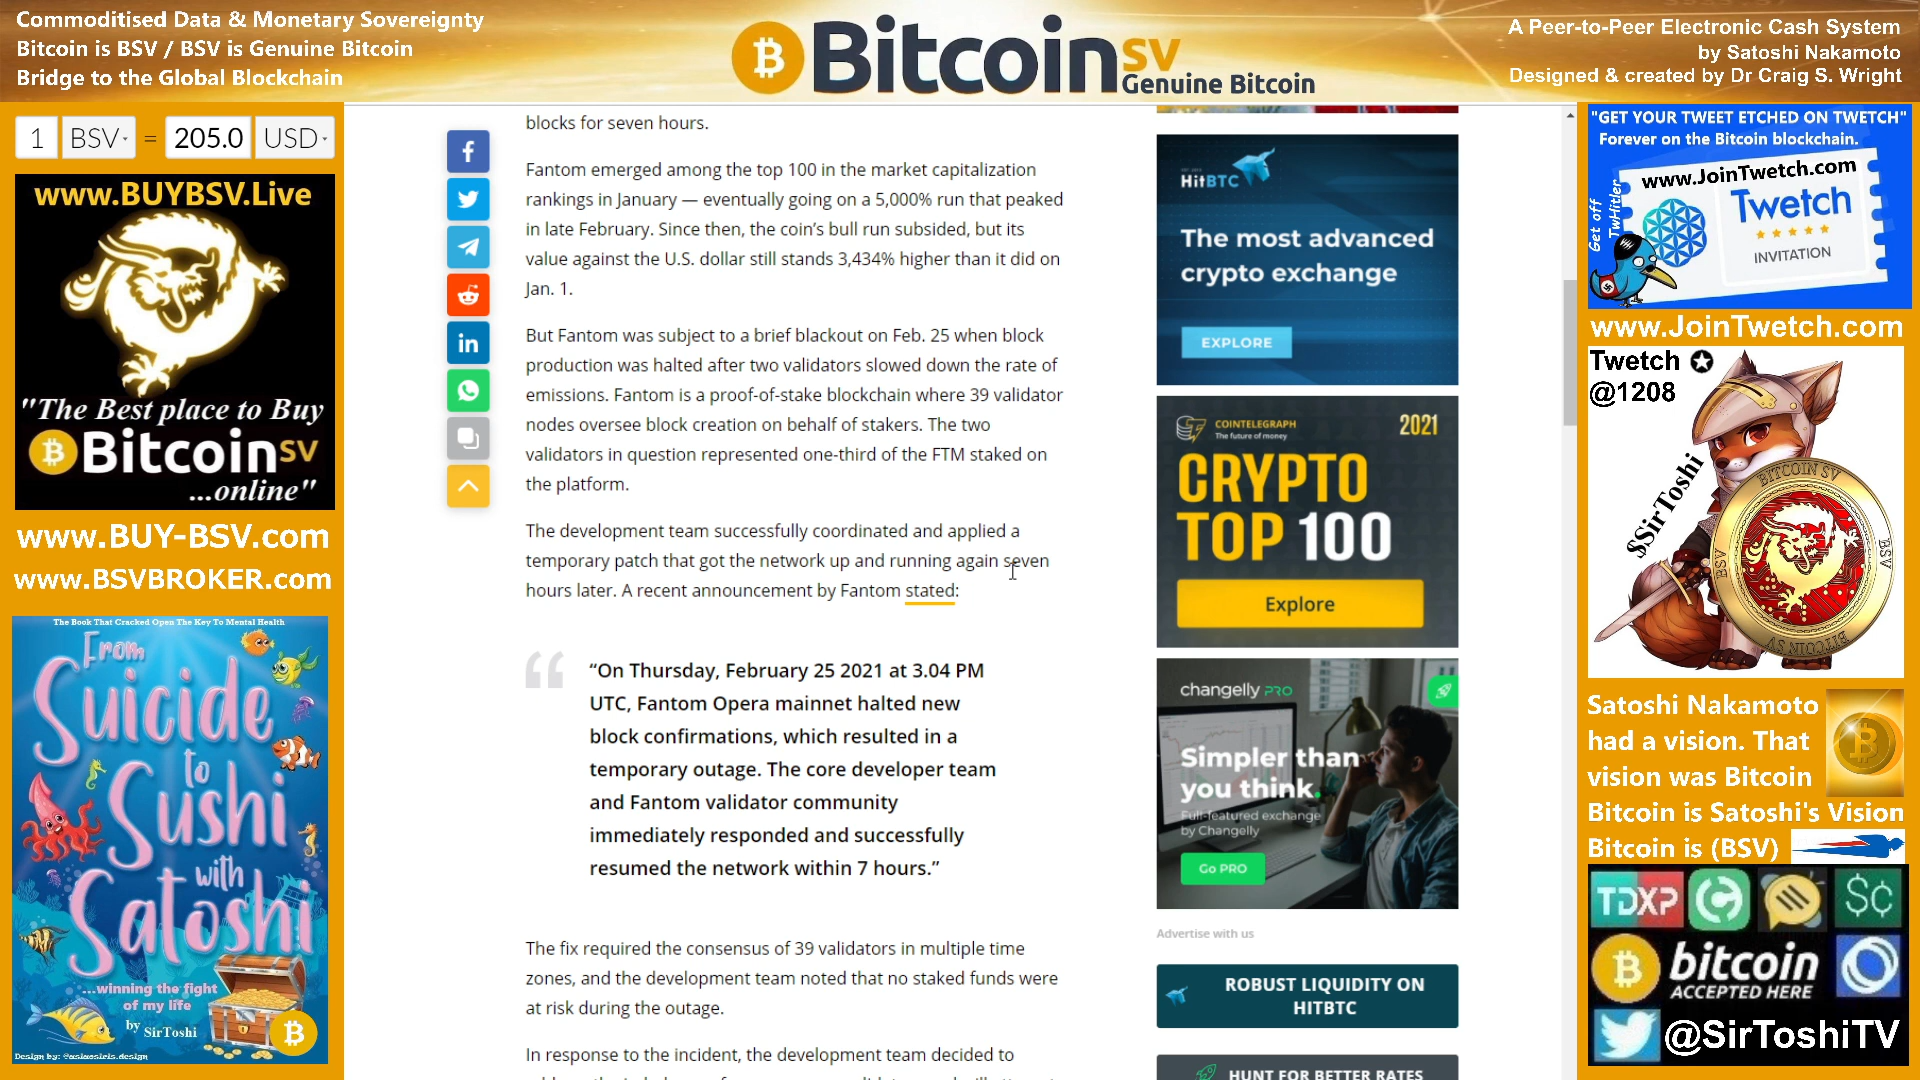 Commoditised Data & Monetary Sovereignty
Bitcoin is BSV / BSV is Genuine Bitcoin
Bridge to the Global Blockchain
BitcoinSV
Genuine Bitcoin
A Peer-to-Peer Electronic Cash System
by Satoshi Nakamoto
Designed & created by Dr Craig S. Wright
1 BSV = 205.0 USD
www.BUYBSV.Live
"The Best place to Buy
BitcoinSV
...online"
www.BUY-BSV.com
www.BSVBROKER.com
The Book That Cracked Open The Key To Mental Health
From
Suicide
to
Sushi
with
Satoshi
...winning the fight
of my life
by SirToshi
Design by: @asiaosiris.design
blocks for seven hours.
Fantom emerged among the top 100 in the market capitalization
rankings in January — eventually going on a 5,000% run that peaked
in late February. Since then, the coin’s bull run subsided, but its
value against the U.S. dollar still stands 3,434% higher than it did on
Jan. 1.
But Fantom was subject to a brief blackout on Feb. 25 when block
production was halted after two validators slowed down the rate of
emissions. Fantom is a proof-of-stake blockchain where 39 validator
nodes oversee block creation on behalf of stakers. The two
validators in question represented one-third of the FTM staked on
the platform.
The development team successfully coordinated and applied a
temporary patch that got the network up and running again seven
hours later. A recent announcement by Fantom stated:
“On Thursday, February 25 2021 at 3.04 PM
UTC, Fantom Opera mainnet halted new
block confirmations, which resulted in a
temporary outage. The core developer team
and Fantom validator community
immediately responded and successfully
resumed the network within 7 hours.”
The fix required the consensus of 39 validators in multiple time
zones, and the development team noted that no staked funds were
at risk during the outage.
In response to the incident, the development team decided to
HitBTC
The most advanced
crypto exchange
EXPLORE
COINTELEGRAPH
The future of money
2021
CRYPTO
TOP 100
Explore
changelly PRO
Simpler than
you think.
Full-featured exchange
by Changelly
Go PRO
Advertise with us
ROBUST LIQUIDITY ON
HITBTC
HUNT FOR BETTER RATES
"GET YOUR TWEET ETCHED ON TWETCH"
Forever on the Bitcoin blockchain.
www.JoinTwetch.com
Twetch
INVITATION
Get off
TwHitler
www.JoinTwetch.com
Twetch
@1208
$SirToshi
BITCOIN SV
BSV
BSV
BITCOIN SV
Satoshi Nakamoto
had a vision. That
vision was Bitcoin
Bitcoin is Satoshi's Vision
Bitcoin is (BSV)
TDXP
$¢
bitcoin
ACCEPTED HERE
@SirToshiTV